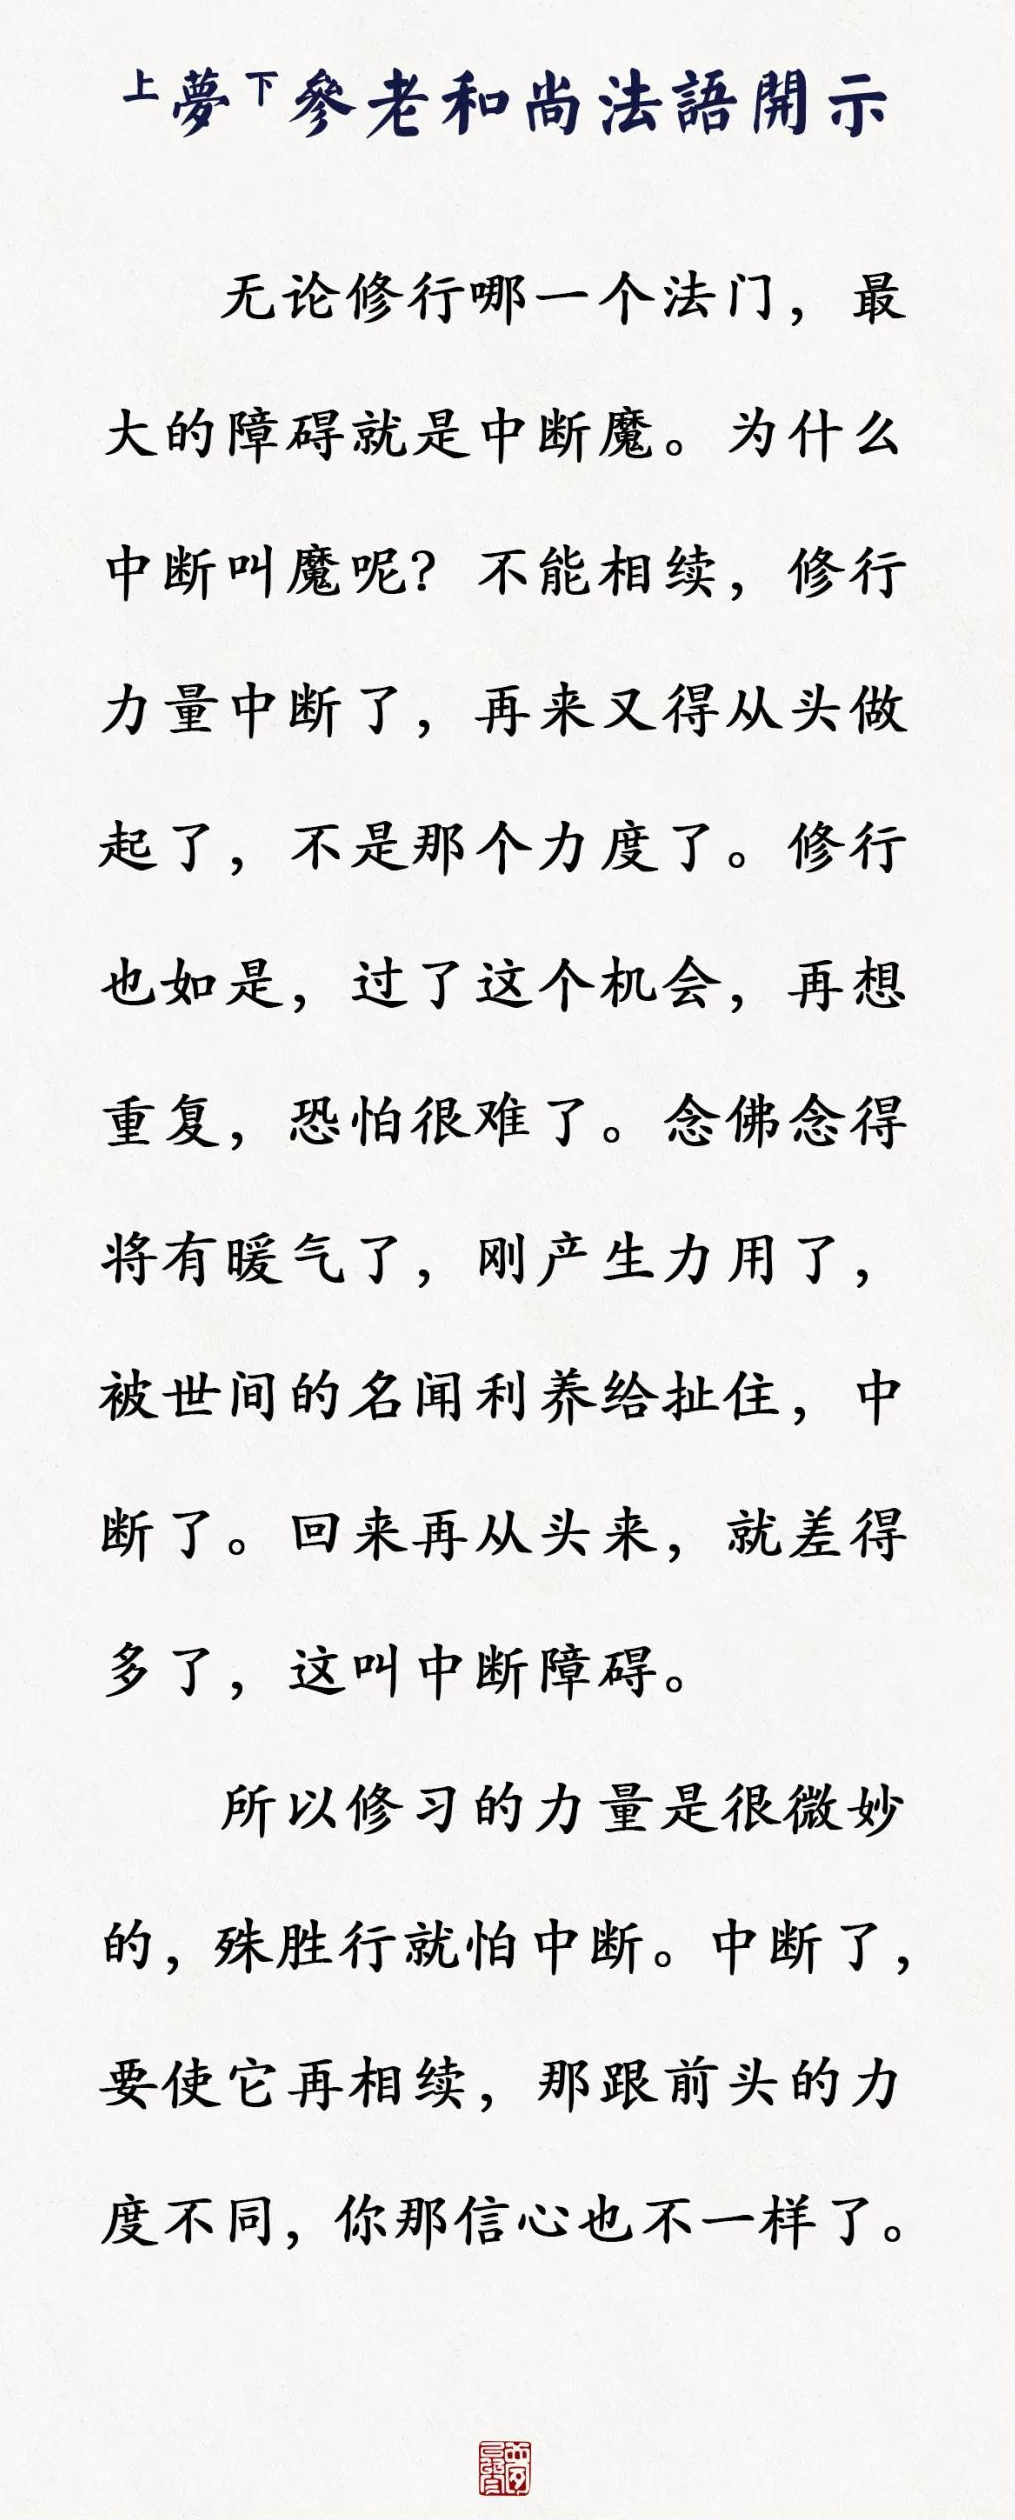 上夢下參老和尚法語開示
无论修行哪一个法门，最
大的障碍就是中断魔。为什么
中断叫魔呢？不能相续，修行
力量中断了，再来又得从头做
起了，不是那个力度了。修行
也如是，过了这个机会，再想
重复，恐怕很难了。念佛念得
将有暖气了，刚产生力用了，
被世间的名闻利养给扯住，中
断了。回来再从头来，就差得
多了，这叫中断障碍。
所以修习的力量是很微妙
的，殊胜行就怕中断。中断了，
要使它再相续，那跟前头的力
度不同，你那信心也不一样了。